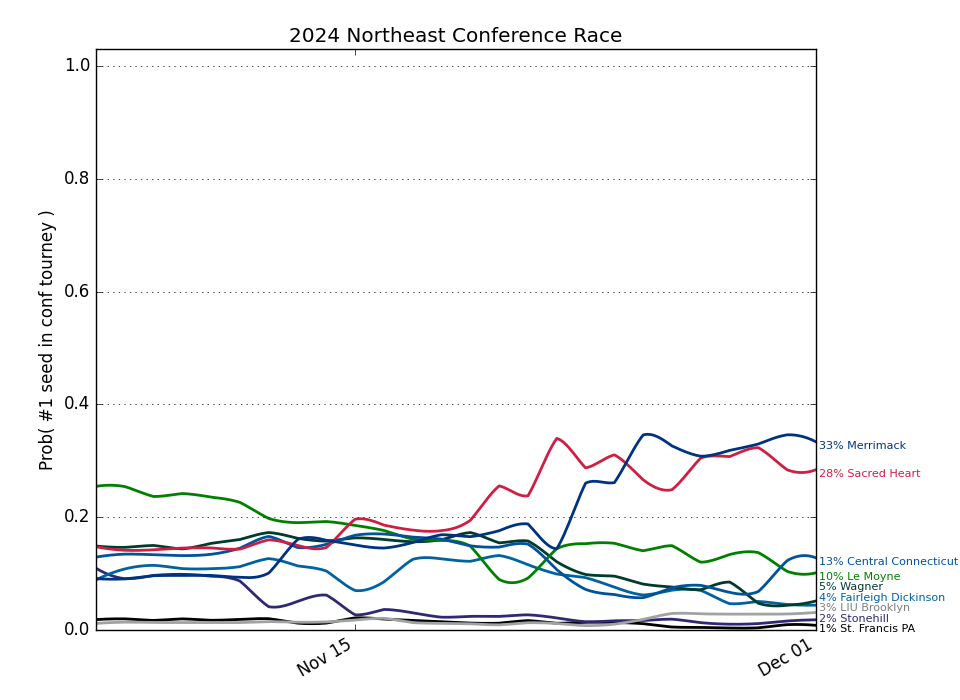 2024 Northeast Conference Race
Prob( #1 seed in conf tourney )
1.0
0.8
0.6
0.4
0.2
0.0
Nov 15
Dec 01
33% Merrimack
28% Sacred Heart
13% Central Connecticut
10% Le Moyne
5% Wagner
4% Fairleigh Dickinson
3% LIU Brooklyn
2% Stonehill
1% St. Francis PA